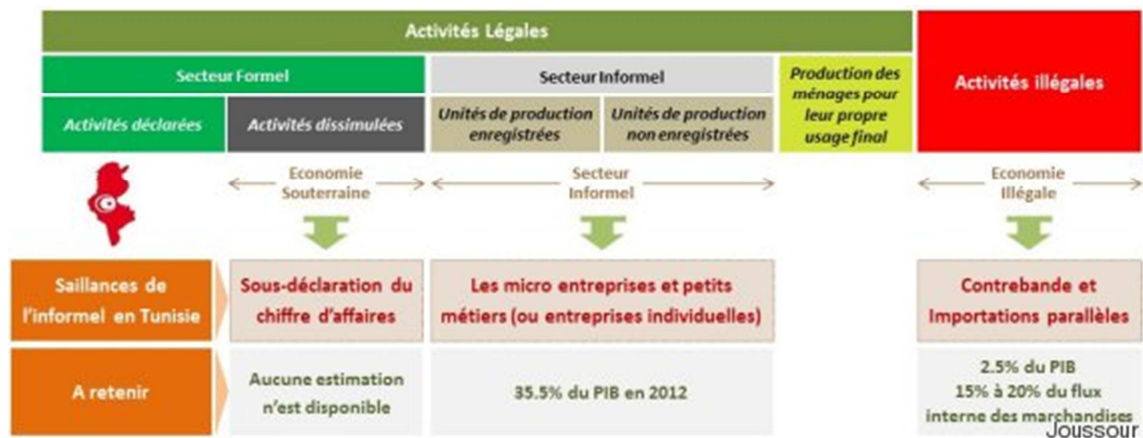 Activités Légales
Activités illégales
Secteur Formel
Secteur Informel
Production des
ménages pour
leur propre
usage final
Activités déclarées
Activités dissimulées
Unités de production
enregistrées
Unités de production
non enregistrées
Economie
Souterraine
Secteur
Informel
Economie
Illégale
Saillances de
l'informel en Tunisie
Sous-déclaration du
chiffre d'affaires
Les micro entreprises et petits
métiers (ou entreprises individuelles)
Contrebande et
Importations parallèles
A retenir
Aucune estimation
n'est disponible
35.5% du PIB en 2012
2.5% du PIB
15% à 20% du flux
interne des marchandises
Joussour